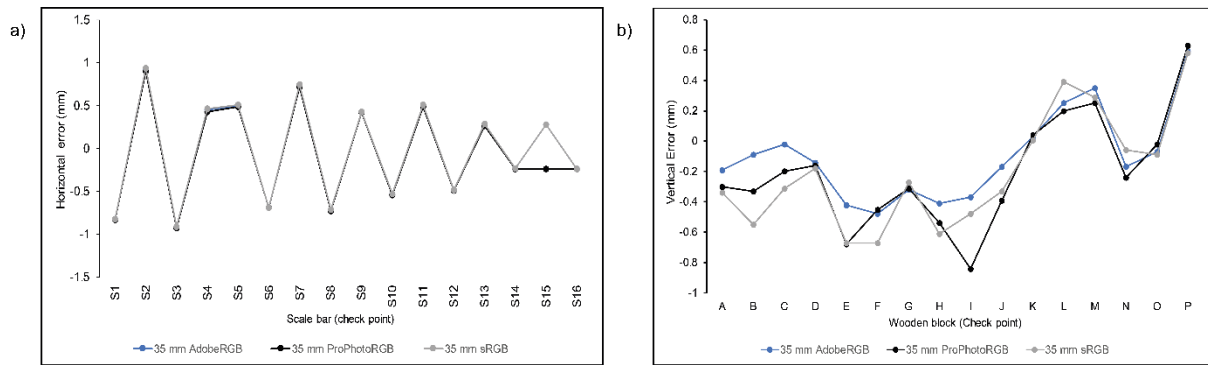 a)
Horizontal error (mm)
1.5
1
0.5
0
-0.5
-1
-1.5
S1 S2 S3 S4 S5 S6 S7 S8 S9 S10 S11 S12 S13 S14 S15 S16
Scale bar (check point)
35 mm AdobeRGB 35 mm ProPhotoRGB 35 mm sRGB
b)
Vertical Error (mm)
0.8
0.6
0.4
0.2
0
-0.2
-0.4
-0.6
-0.8
-1
A B C D E F G H I J K L M N O P
Wooden block (Check point)
35 mm AdobeRGB 35 mm ProPhotoRGB 35 mm sRGB